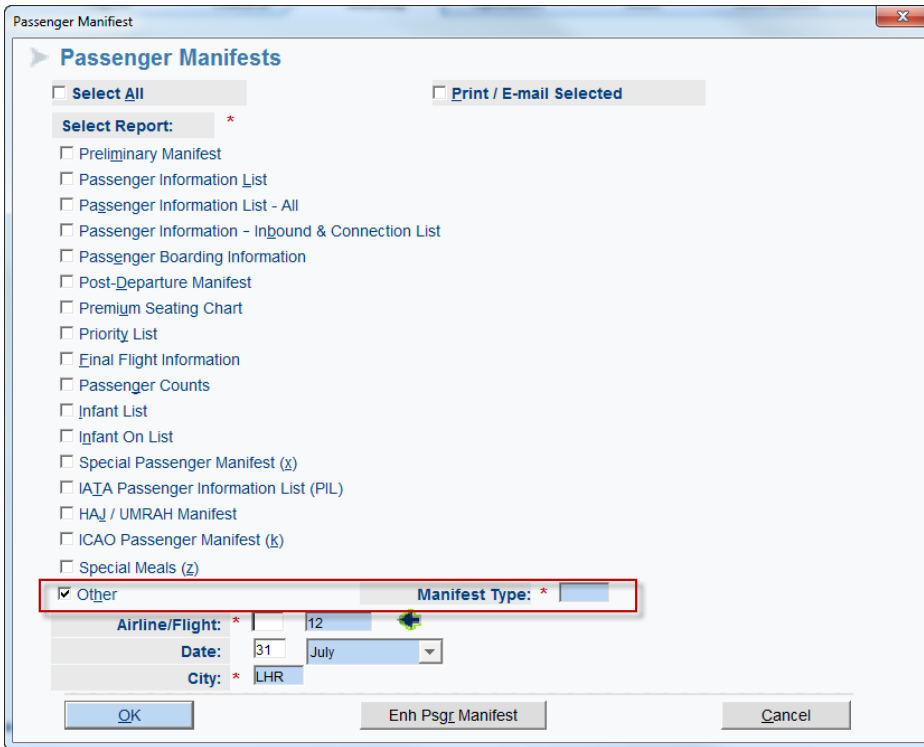 Passenger Manifest
Passenger Manifests
Select All Print / E-mail Selected
Select Report: *
Preliminary Manifest
Passenger Information List
Passenger Information List - All
Passenger Information - Inbound & Connection List
Passenger Boarding Information
Post-Departure Manifest
Premium Seating Chart
Priority List
Final Flight Information
Passenger Counts
Infant List
Infant On List
Special Passenger Manifest (x)
IATA Passenger Information List (PIL)
HAJ / UMRAH Manifest
ICAO Passenger Manifest (k)
Special Meals (z)
Other Manifest Type: *
Airline/Flight: * 12
Date: 31 July
City: * LHR
OK Enh Psgr Manifest Cancel